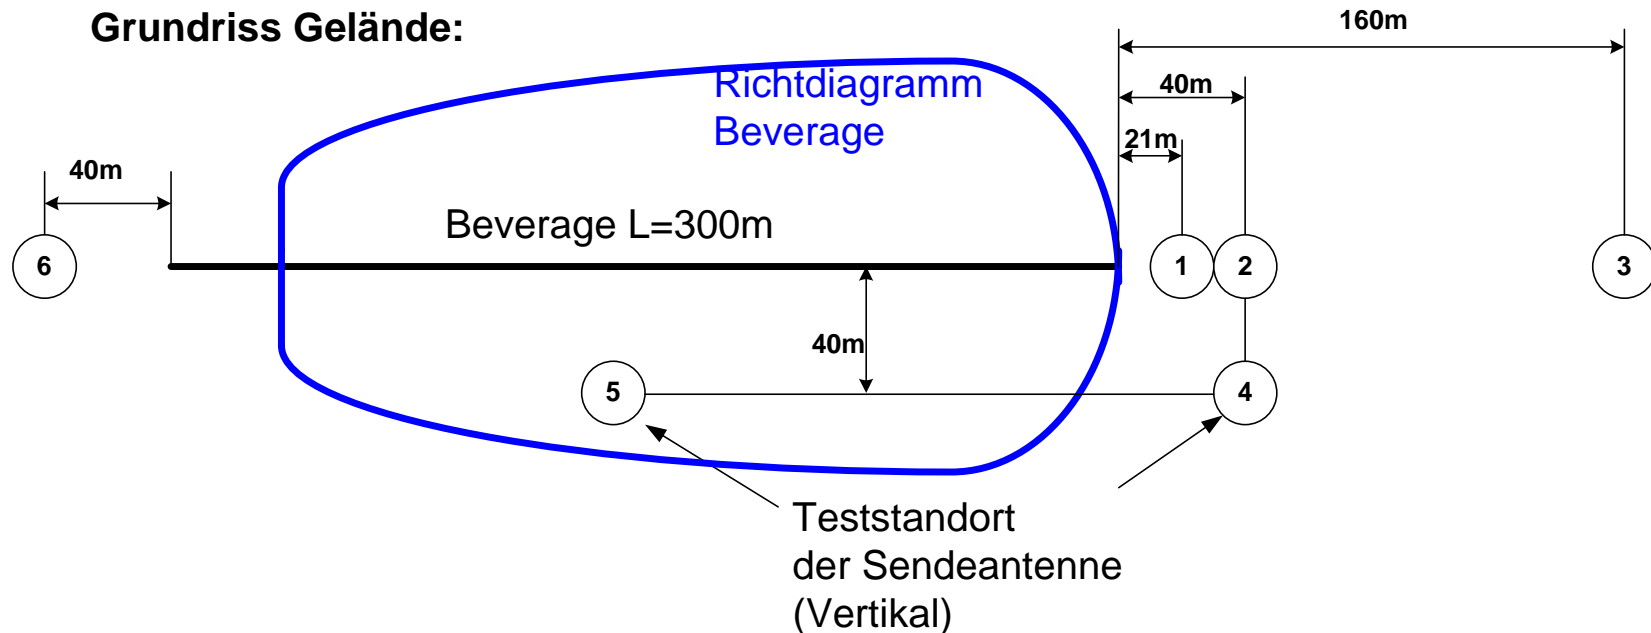 Grundriss Gelände:
160m
Richtdiagramm
Beverage
40m
21m
40m
Beverage L=300m
6
1
2
3
40m
5
4
Teststandort
der Sendeantenne
(Vertikal)